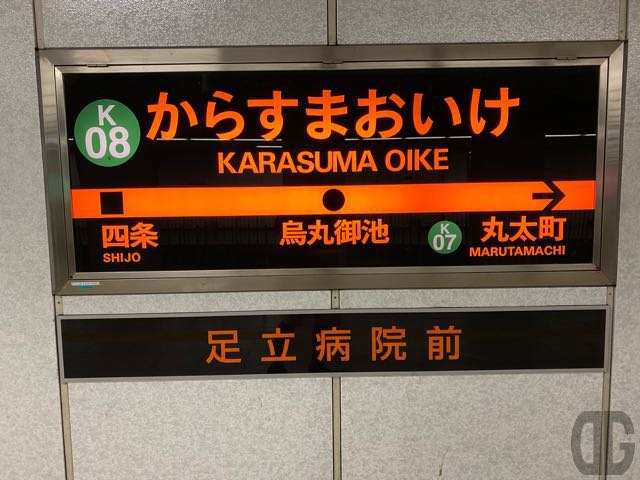 K
08
からすまおいけ
KARASUMA OIKE
四条
SHIJO
烏丸御池
K
07
丸太町
MARUTAMACHI
足立病院前